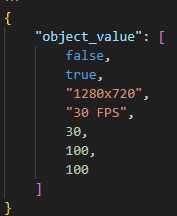 {
"object_value": [
false,
true,
"1280x720",
"30 FPS",
30,
100,
100
]
}